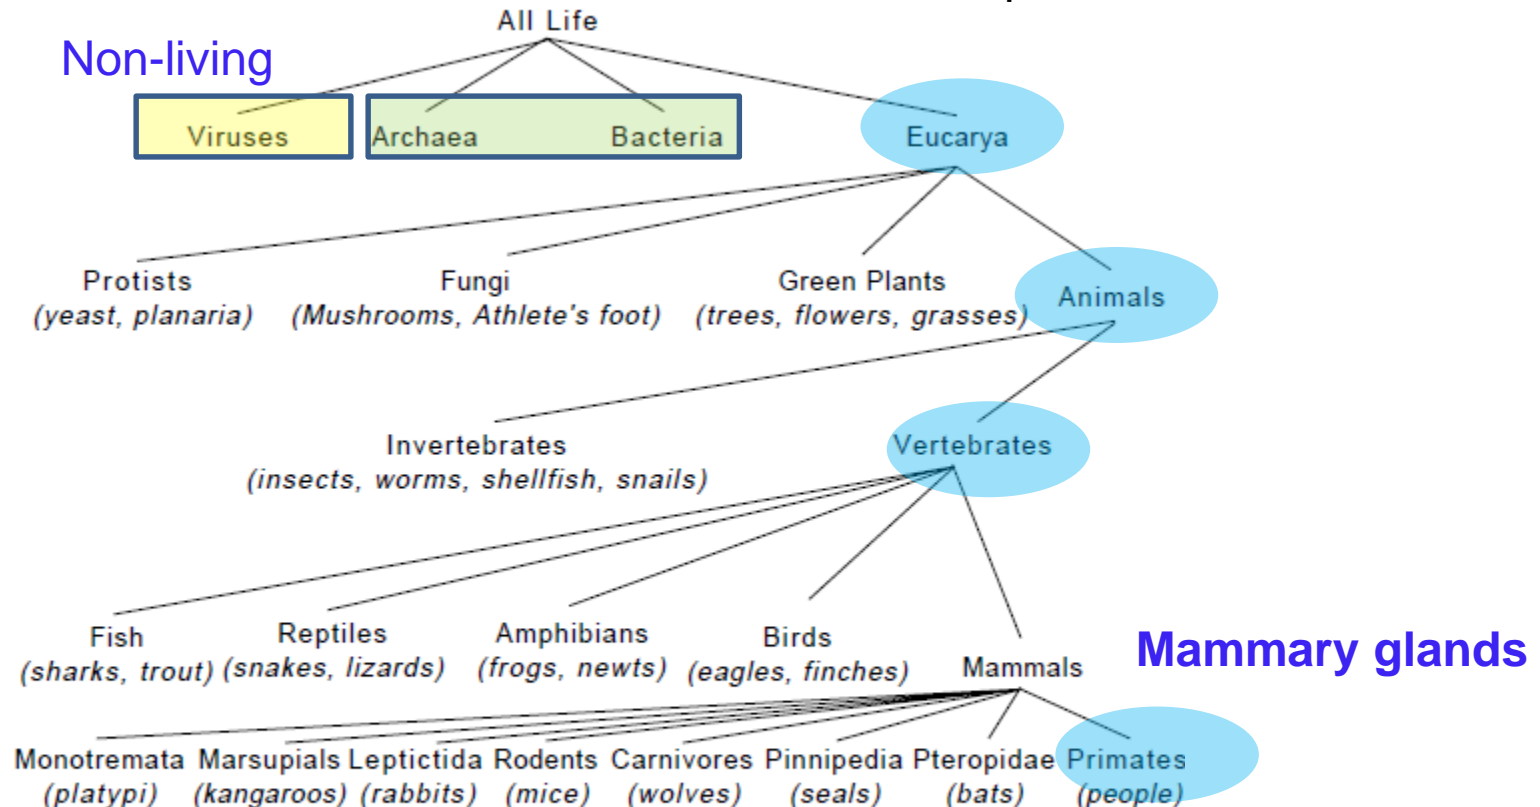 All Life
Non-living
Viruses Archaea Bacteria Eucarya
Protists Fungi Green Plants Animals
(yeast, planaria) (Mushrooms, Athlete's foot) (trees, flowers, grasses)
Invertebrates Vertebrates
(insects, worms, shellfish, snails)
Fish Reptiles Amphibians Birds Mammals Mammary glands
(sharks, trout) (snakes, lizards) (frogs, newts) (eagles, finches)
Monotremata Marsupials Leptictida Rodents Carnivores Pinnipedia Pteropidae Primates
(platypi) (kangaroos) (rabbits) (mice) (wolves) (seals) (bats) (people)